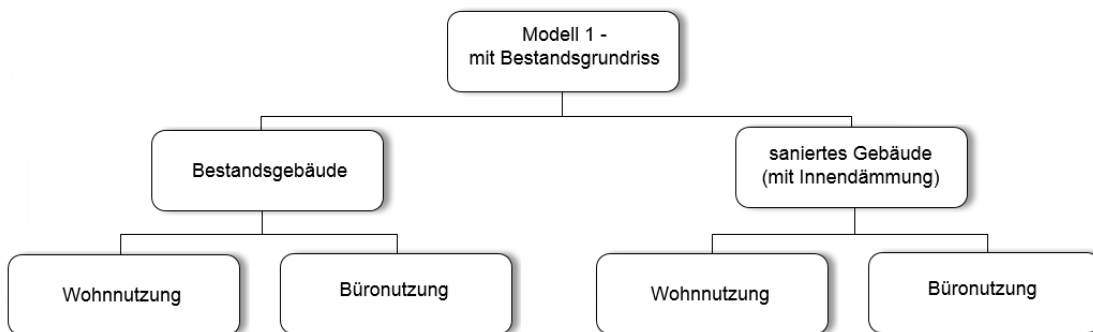 Modell 1 -
mit Bestandsgrundriss
Bestandsgebäude
saniertes Gebäude
(mit Innendämmung)
Wohnnutzung
Büronutzung
Wohnnutzung
Büronutzung